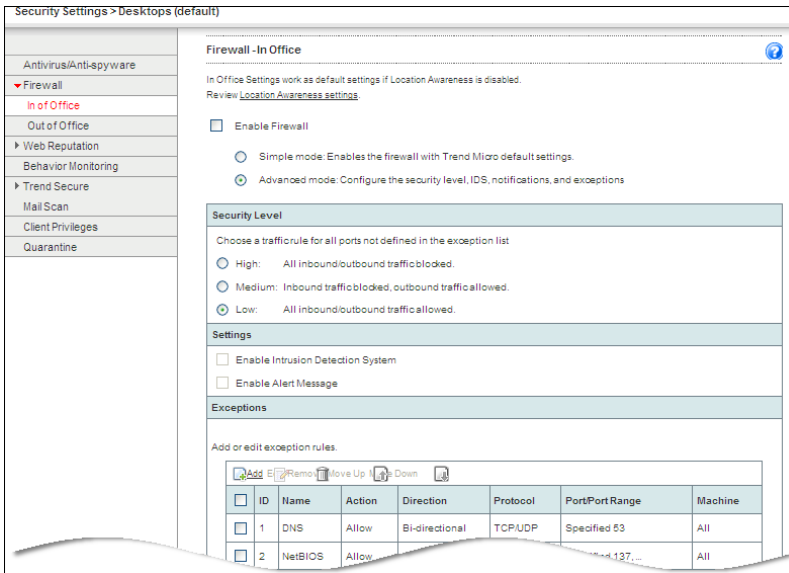 Security Settings > Desktops (default)
Antivirus/Anti-spyware
Firewall
In of Office
Out of Office
Web Reputation
Behavior Monitoring
Trend Secure
Mail Scan
Client Privileges
Quarantine
Firewall - In Office
In Office Settings work as default settings if Location Awareness is disabled.
Review Location Awareness settings.
Enable Firewall
Simple mode: Enables the firewall with Trend Micro default settings.
Advanced mode: Configure the security level, IDS, notifications, and exceptions
Security Level
Choose a traffic rule for all ports not defined in the exception list
High: All inbound/outbound traffic blocked.
Medium: Inbound traffic blocked, outbound traffic allowed.
Low: All inbound/outbound traffic allowed.
Settings
Enable Intrusion Detection System
Enable Alert Message
Exceptions
Add or edit exception rules.
Add Move Up Down
ID Name Action Direction Protocol Port/Port Range Machine
1 DNS Allow Bi-directional TCP/UDP Specified 53 All
2 NetBIOS Allow 137,... All